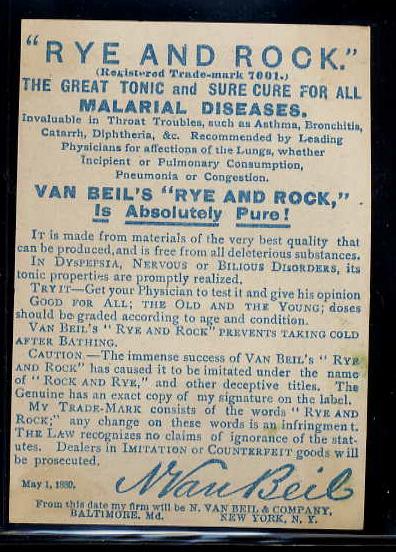 "RYE AND ROCK."
(Registered Trade-mark 7001.)
THE GREAT TONIC and SURE CURE FOR ALL
MALARIAL DISEASES.
Invaluable in Throat Troubles, such as Asthma, Bronchitis,
Catarrh, Diphtheria, &c. Recommended by Leading
Physicians for affections of the Lungs, whether
Incipient or Pulmonary Consumption,
Pneumonia or Congestion.
VAN BEIL'S "RYE AND ROCK,"
Is Absolutely Pure!
IT is made from materials of the very best quality that
can be produced, and is free from all deleterious substances.
IN DYSPEPSIA, NERVOUS or BILIOUS DISORDERS, its
tonic properties are promptly realized.
TRY IT—Get your Physician to test it and give his opinion
GOOD FOR ALL; THE OLD AND THE YOUNG; doses
should be graded according to age and condition.
VAN BEIL'S "RYE AND ROCK" PREVENTS TAKING COLD
AFTER BATHING.
CAUTION.—The immense success of VAN BEIL'S "RYE
AND ROCK" has caused it to be imitated under the name
of "ROCK AND RYE," and other deceptive titles. The
Genuine has an exact copy of my signature on the label.
MY TRADE-MARK consists of the words "RYE AND
ROCK;" any change on these words is an infringment.
THE LAW recognizes no claims of ignorance of the stat-
utes. Dealers in IMITATION or COUNTERFEIT goods will
be prosecuted.
N Van Beil
May 1, 1880.
From this date my firm will be N. VAN BEIL & COMPANY,
BALTIMORE, Md. NEW YORK, N. Y.